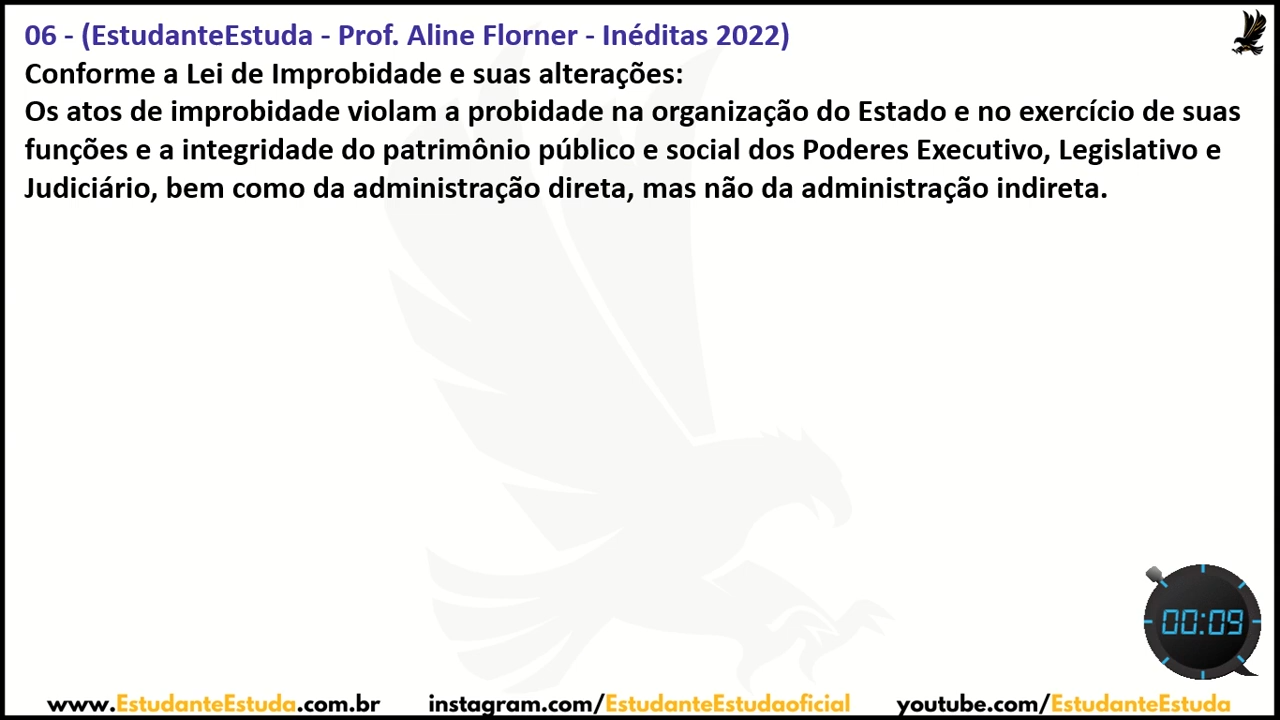 06 - (EstudanteEstuda - Prof. Aline Florner - Inéditas 2022)
Conforme a Lei de Improbidade e suas alterações:
Os atos de improbidade violam a probidade na organização do Estado e no exercício de suas
funções e a integridade do patrimônio público e social dos Poderes Executivo, Legislativo e
Judiciário, bem como da administração direta, mas não da administração indireta.
00:09
www.EstudanteEstuda.com.br instagram.com/EstudanteEstudaoficial youtube.com/EstudanteEstuda